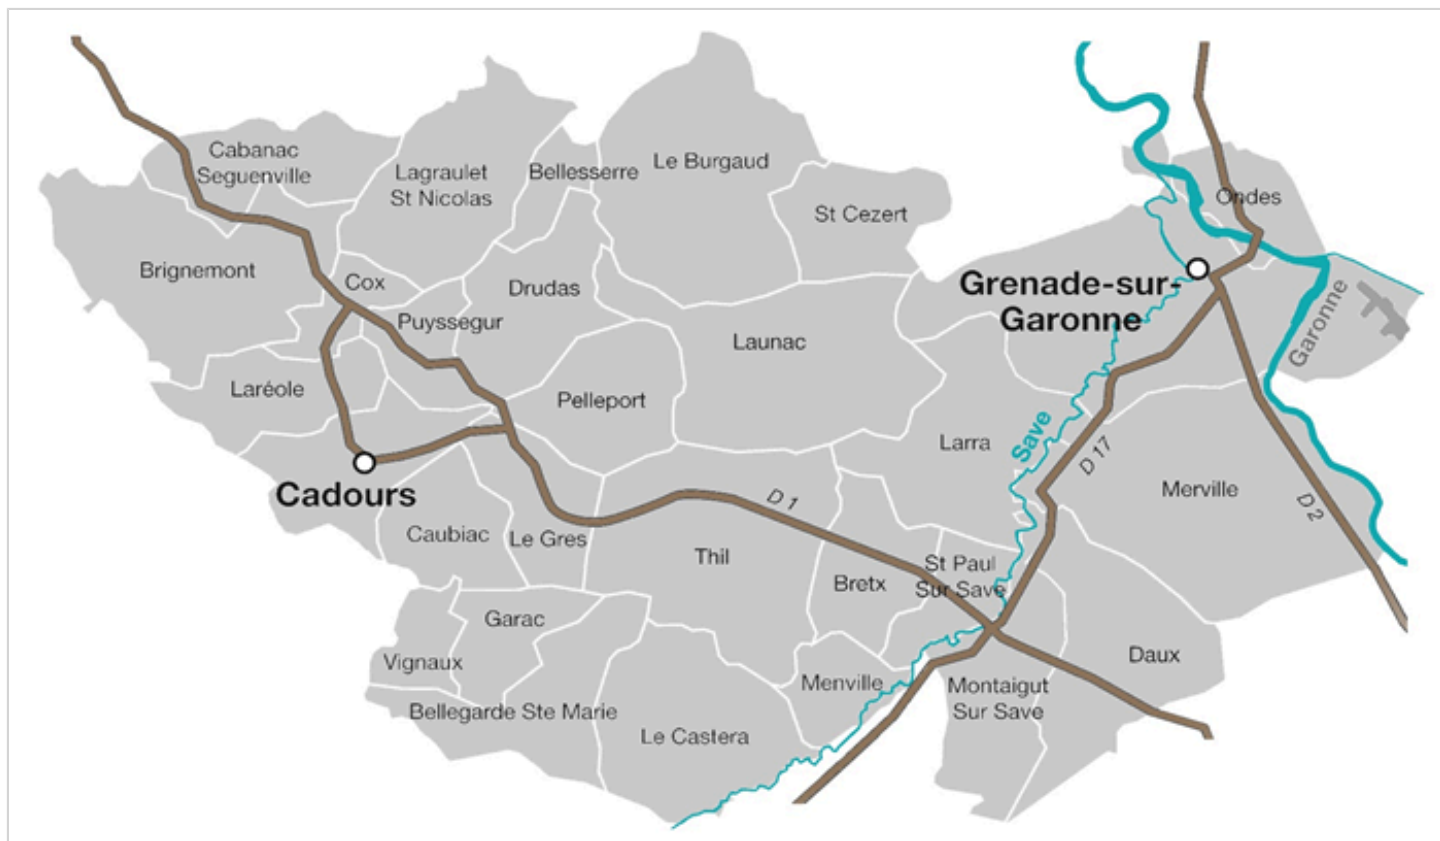 Cabanac
Seguenville
Lagraulet
St Nicolas
Bellesserre
Le Burgaud
St Cezert
Ondes
Brignemont
Cox
Drudas
Grenade-sur-
Garonne
Garonne
Puyssegur
Launac
Laréole
Pelleport
Larra
Save
D 17
Merville
D 2
Cadours
D 1
Caubiac
Le Gres
Thil
Bretx
St Paul
Sur Save
Garac
Vignaux
Daux
Menville
Montaigut
Sur Save
Bellegarde Ste Marie
Le Castera